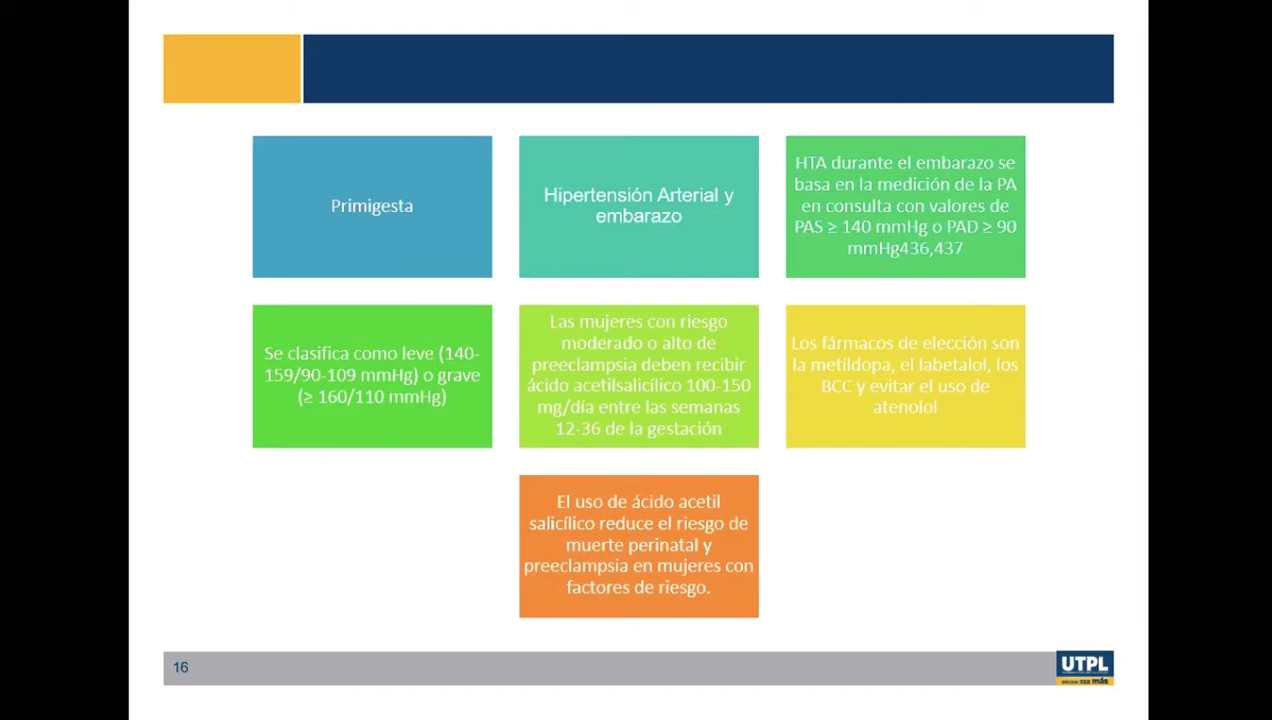 Primigesta
Hipertensión Arterial y
embarazo
HTA durante el embarazo se
basa en la medición de la PA
en consulta con valores de
PAS ≥ 140 mmHg o PAD ≥ 90
mmHg436,437
Se clasifica como leve (140-
159/90-109 mmHg) o grave
(≥ 160/110 mmHg)
Las mujeres con riesgo
moderado o alto de
preeclampsia deben recibir
ácido acetilsalicílico 100-150
mg/día entre las semanas
12-36 de la gestación
Los fármacos de elección son
la metildopa, el labetalol, los
BCC y evitar el uso de
atenolol
El uso de ácido acetil
salicílico reduce el riesgo de
muerte perinatal y
preeclampsia en mujeres con
factores de riesgo.
16
UTPL
más